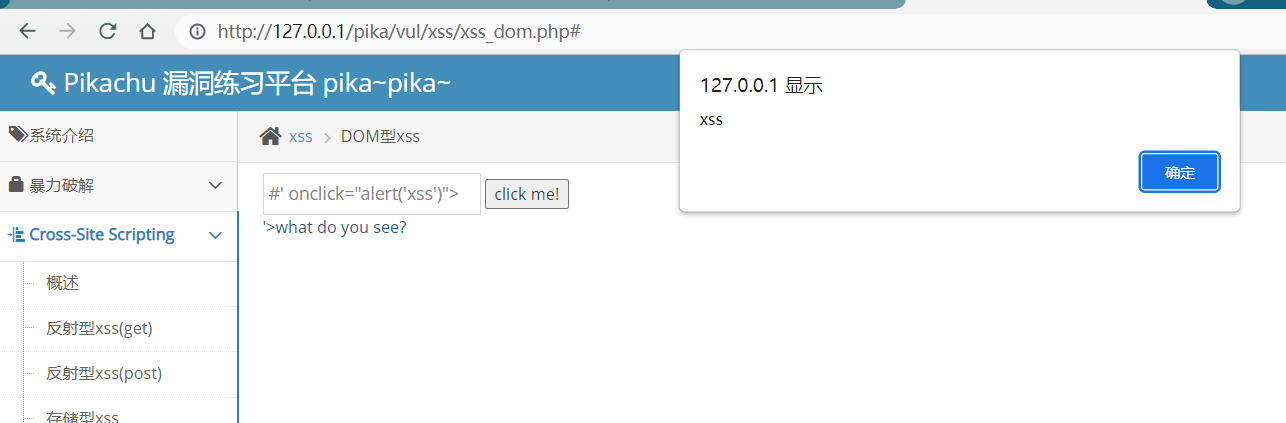 http://127.0.0.1/pika/vul/xss/xss_dom.php#
Pikachu 漏洞练习平台 pika~pika~
127.0.0.1 显示
xss
确定
系统介绍
xss DOM型xss
暴力破解
#' onclick="alert('xss')"> click me!
'>what do you see?
Cross-Site Scripting
概述
反射型xss(get)
反射型xss(post)
存储型xss